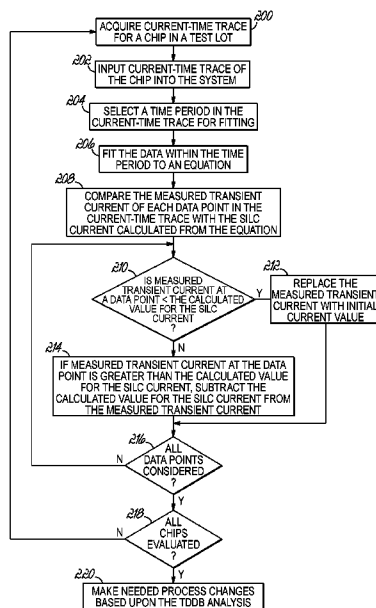 200
ACQUIRE CURRENT-TIME TRACE
FOR A CHIP IN A TEST LOT
202
INPUT CURRENT-TIME TRACE OF
THE CHIP INTO THE SYSTEM
204
SELECT A TIME PERIOD IN THE
CURRENT-TIME TRACE FOR FITTING
206
FIT THE DATA WITHIN THE TIME
PERIOD TO AN EQUATION
208
COMPARE THE MEASURED TRANSIENT
CURRENT OF EACH DATA POINT IN
THE CURRENT-TIME TRACE WITH THE SILC
CURRENT CALCULATED FROM THE EQUATION
210
IS
MEASURED
TRANSIENT CURRENT AT
A DATA POINT < THE CALCULATED
VALUE FOR THE SILC
CURRENT
?
Y
212
REPLACE THE
MEASURED TRANSIENT
CURRENT WITH INITIAL
CURRENT VALUE
N
214
IF MEASURED TRANSIENT CURRENT AT THE DATA
POINT IS GREATER THAN THE CALCULATED VALUE
FOR THE SILC CURRENT, SUBTRACT THE
CALCULATED VALUE FOR THE SILC CURRENT FROM
THE MEASURED TRANSIENT CURRENT
216
ALL
DATA POINTS
CONSIDERED
?
N
Y
218
ALL
CHIPS
EVALUATED
?
N
Y
220
MAKE NEEDED PROCESS CHANGES
BASED UPON THE TDDB ANALYSIS